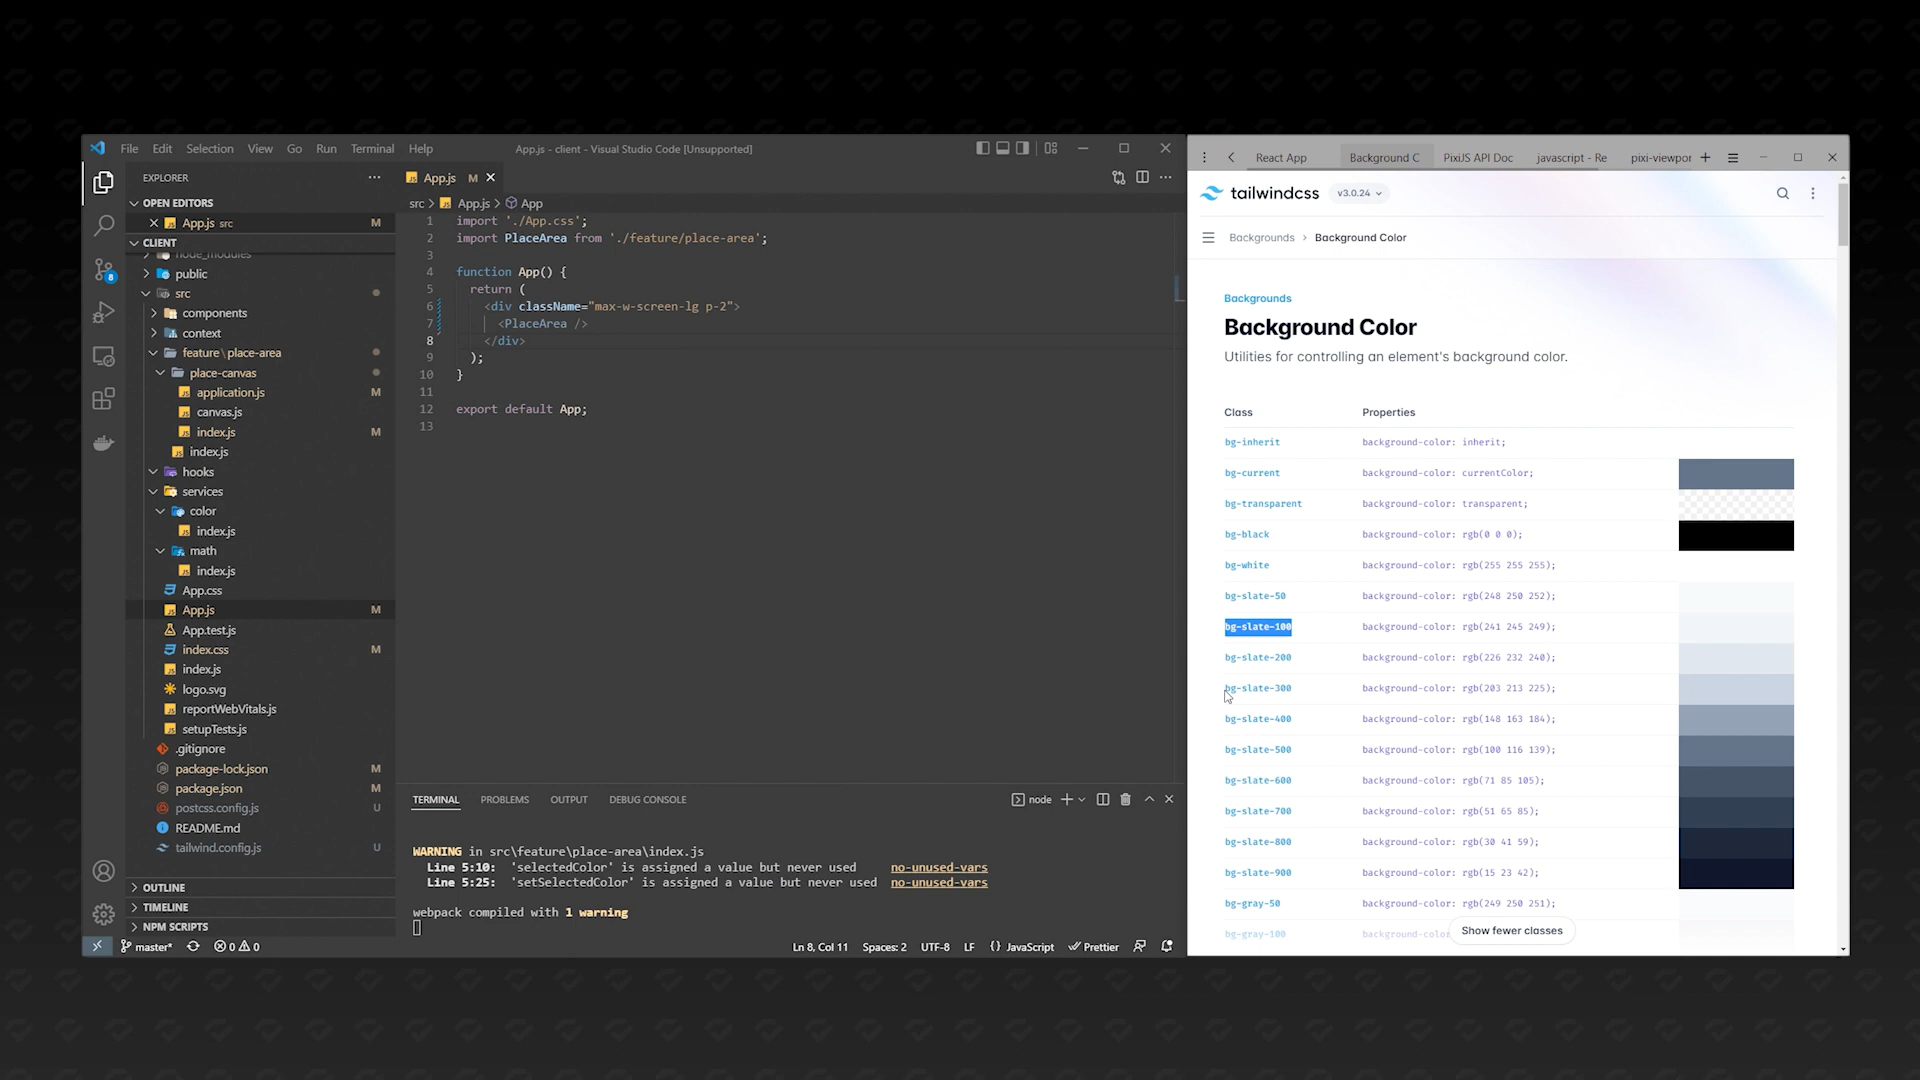 File Edit Selection View Go Run Terminal Help
App.js - client - Visual Studio Code [Unsupported]
EXPLORER
OPEN EDITORS
App.js src M
CLIENT
node_modules
public
src
components
context
feature \ place-area
place-canvas
application.js M
canvas.js
index.js M
index.js
hooks
services
color
index.js
math
index.js
App.css
App.js M
App.test.js
index.css M
index.js
logo.svg
reportWebVitals.js
setupTests.js
.gitignore
package-lock.json M
package.json M
postcss.config.js U
README.md
tailwind.config.js U
OUTLINE
TIMELINE
NPM SCRIPTS
App.js M
src > App.js > App
1 import './App.css';
2 import PlaceArea from './feature/place-area';
3
4 function App() {
5 return (
6 <div className="max-w-screen-lg p-2">
7 <PlaceArea />
8 </div>
9 );
10 }
11
12 export default App;
13
TERMINAL PROBLEMS OUTPUT DEBUG CONSOLE
node
WARNING in src\feature\place-area\index.js
Line 5:10: 'selectedColor' is assigned a value but never used no-unused-vars
Line 5:25: 'setSelectedColor' is assigned a value but never used no-unused-vars
webpack compiled with 1 warning
8
master* 0 0
Ln 8, Col 11 Spaces: 2 UTF-8 LF {} JavaScript Prettier
React App Background C PixiJS API Doc javascript - Re pixi-viewpor
tailwindcss v3.0.24
Backgrounds > Background Color
Backgrounds
Background Color
Utilities for controlling an element's background color.
Class Properties
bg-inherit background-color: inherit;
bg-current background-color: currentColor;
bg-transparent background-color: transparent;
bg-black background-color: rgb(0 0 0);
bg-white background-color: rgb(255 255 255);
bg-slate-50 background-color: rgb(248 250 252);
bg-slate-100 background-color: rgb(241 245 249);
bg-slate-200 background-color: rgb(226 232 240);
bg-slate-300 background-color: rgb(203 213 225);
bg-slate-400 background-color: rgb(148 163 184);
bg-slate-500 background-color: rgb(100 116 139);
bg-slate-600 background-color: rgb(71 85 105);
bg-slate-700 background-color: rgb(51 65 85);
bg-slate-800 background-color: rgb(30 41 59);
bg-slate-900 background-color: rgb(15 23 42);
bg-gray-50 background-color: rgb(249 250 251);
bg-gray-100 background-color
Show fewer classes